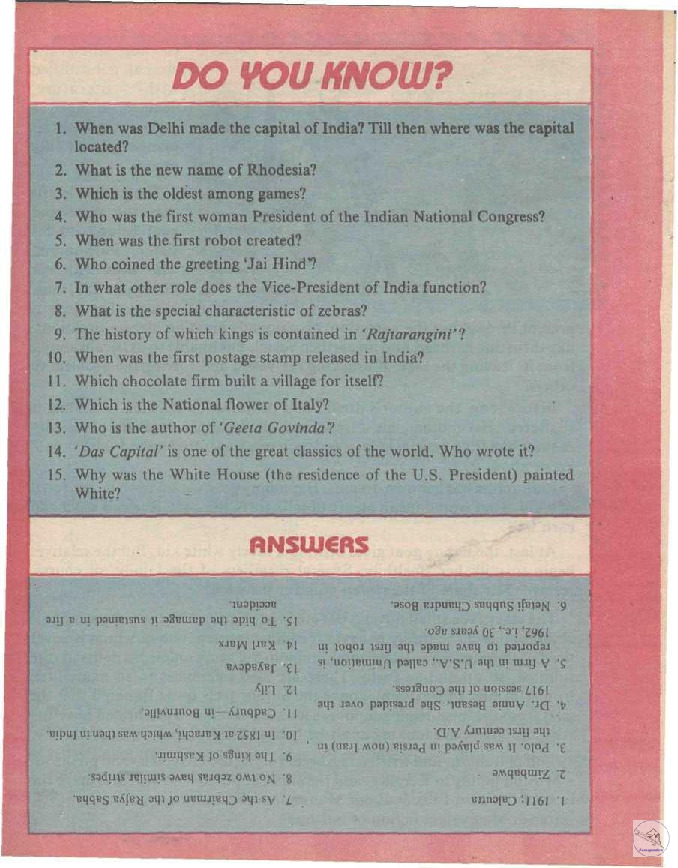 DO YOU KNOW?
1. When was Delhi made the capital of India? Till then where was the capital
located?
2. What is the new name of Rhodesia?
3. Which is the oldest among games?
4. Who was the first woman President of the Indian National Congress?
5. When was the first robot created?
6. Who coined the greeting 'Jai Hind'?
7. In what other role does the Vice-President of India function?
8. What is the special characteristic of zebras?
9. The history of which kings is contained in 'Rajtarangini'?
10. When was the first postage stamp released in India?
11. Which chocolate firm built a village for itself?
12. Which is the National flower of Italy?
13. Who is the author of 'Geeta Govinda'?
14. 'Das Capital' is one of the great classics of the world. Who wrote it?
15. Why was the White House (the residence of the U.S. President) painted
White?
ANSWERS
1. 1911; Calcutta
2. Zimbabwe
3. Polo. It was played in Persia (now Iran) in
the first century A.D.
4. Dr. Annie Besant. She presided over the
1917 session of the Congress.
5. A firm in the U.S.A., called Unimation, is
reported to have made the first robot in
1962, i.e., 30 years ago.
6. Netaji Subhas Chandra Bose.
7. As the Chairman of the Rajya Sabha.
8. No two zebras have similar stripes.
9. The kings of Kashmir.
10. In 1852 at Karachi, which was then in India.
11. Cadbury—in Bournville.
12. Lily
13. Jayadeva
14. Karl Marx
15. To hide the damage it sustained in a fire
accident.